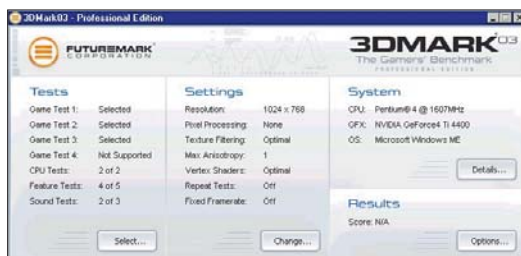 3DMark03 - Professional Edition
FUTUREMARK
CORPORATION
3DMARK'03
The Gamers' Benchmark
PROFESSIONAL EDITION
Tests
Game Test 1: Selected
Game Test 2: Selected
Game Test 3: Selected
Game Test 4: Not Supported
CPU Tests: 2 of 2
Feature Tests: 4 of 5
Sound Tests: 2 of 3
Select...
Settings
Resolution: 1024 x 768
Pixel Processing: None
Texture Filtering: Optimal
Max Anisotropy: 1
Vertex Shaders: Optimal
Repeat Tests: Off
Fixed Framerate: Off
Change...
System
CPU: Pentium® 4 @ 1607MHz
GFX: NVIDIA GeForce4 Ti 4400
OS: Microsoft Windows ME
Details...
Results
Score: N/A
Options...